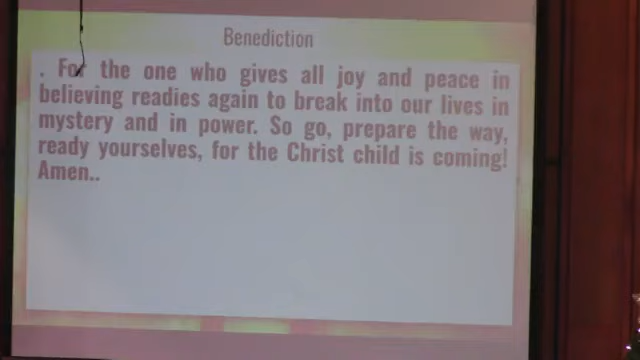 Benediction
. For the one who gives all joy and peace in
believing readies again to break into our lives in
mystery and in power. So go, prepare the way,
ready yourselves, for the Christ child is coming!
Amen..